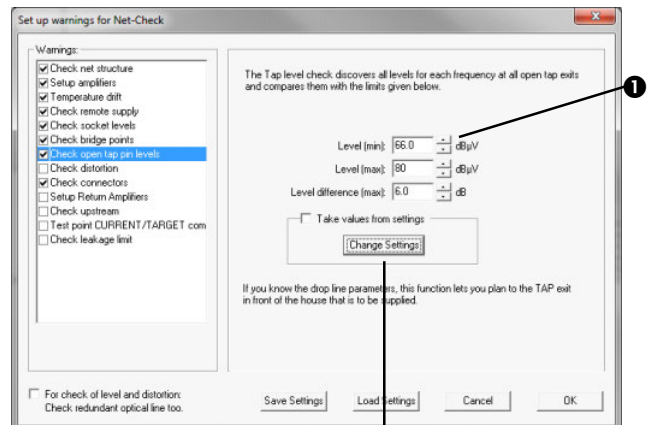 Set up warnings for Net-Check
Warnings:
Check net structure
Setup amplifiers
Temperature drift
Check remote supply
Check socket levels
Check bridge points
Check open tap pin levels
Check distortion
Check connectors
Setup Return Amplifiers
Check upstream
Test point CURRENT/TARGET com
Check leakage limit
The Tap level check discovers all levels for each frequency at all open tap exits
and compares them with the limits given below.
1
Level (min): 66.0 dBµV
Level (max): 80 dBµV
Level difference (max): 6.0 dB
Take values from settings
Change Settings
If you know the drop line parameters, this function lets you plan to the TAP exit
in front of the house that is to be supplied.
For check of level and distortion:
Check redundant optical line too.
Save Settings Load Settings Cancel OK